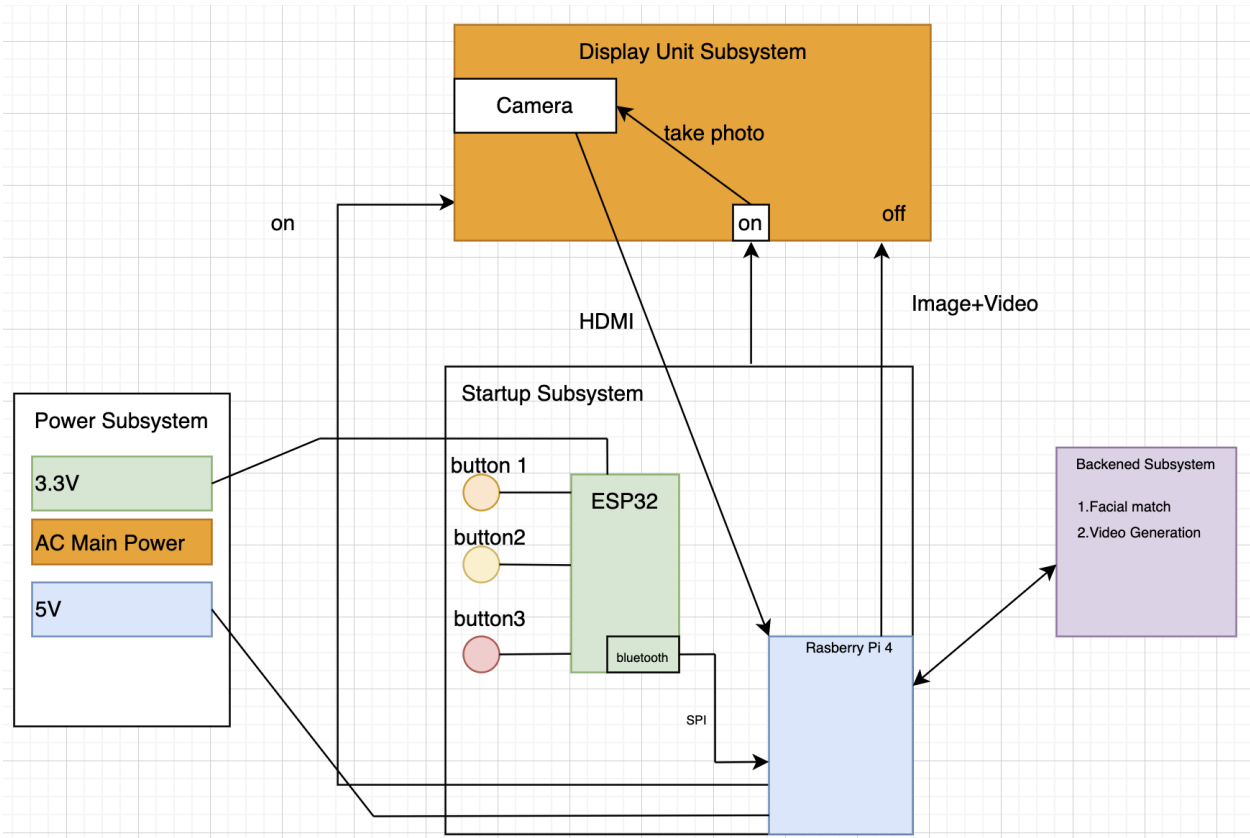 Display Unit Subsystem
Camera
take photo
on
on
off
HDMI
Image+Video
Startup Subsystem
Power Subsystem
3.3V
AC Main Power
5V
button 1
ESP32
button2
button3
bluetooth
SPI
Rasberry Pi 4
Backened Subsystem
1.Facial match
2.Video Generation